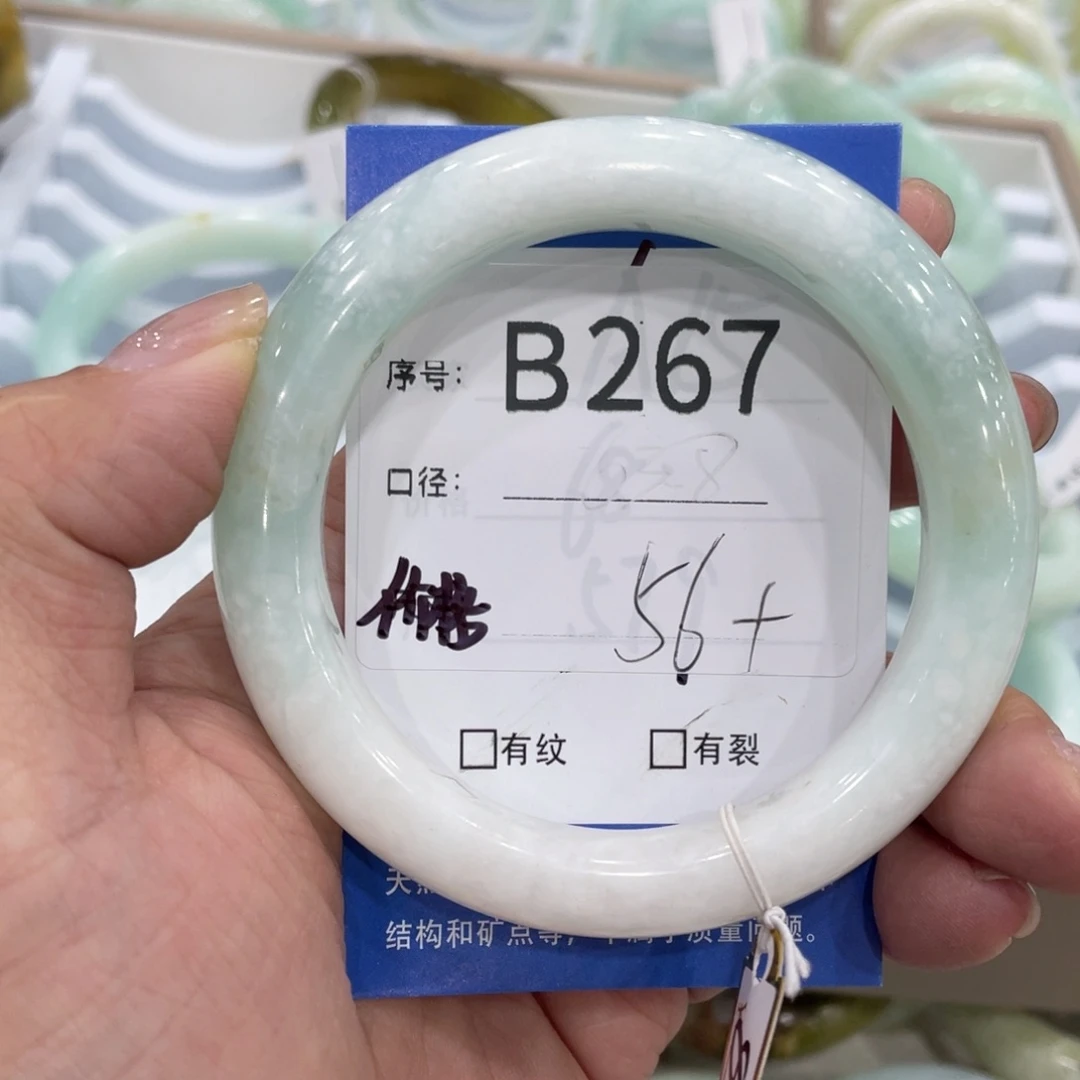 序号: B267
口径:
价格 56+
□有纹 □有裂
结构和矿点等,不属于质量问题。